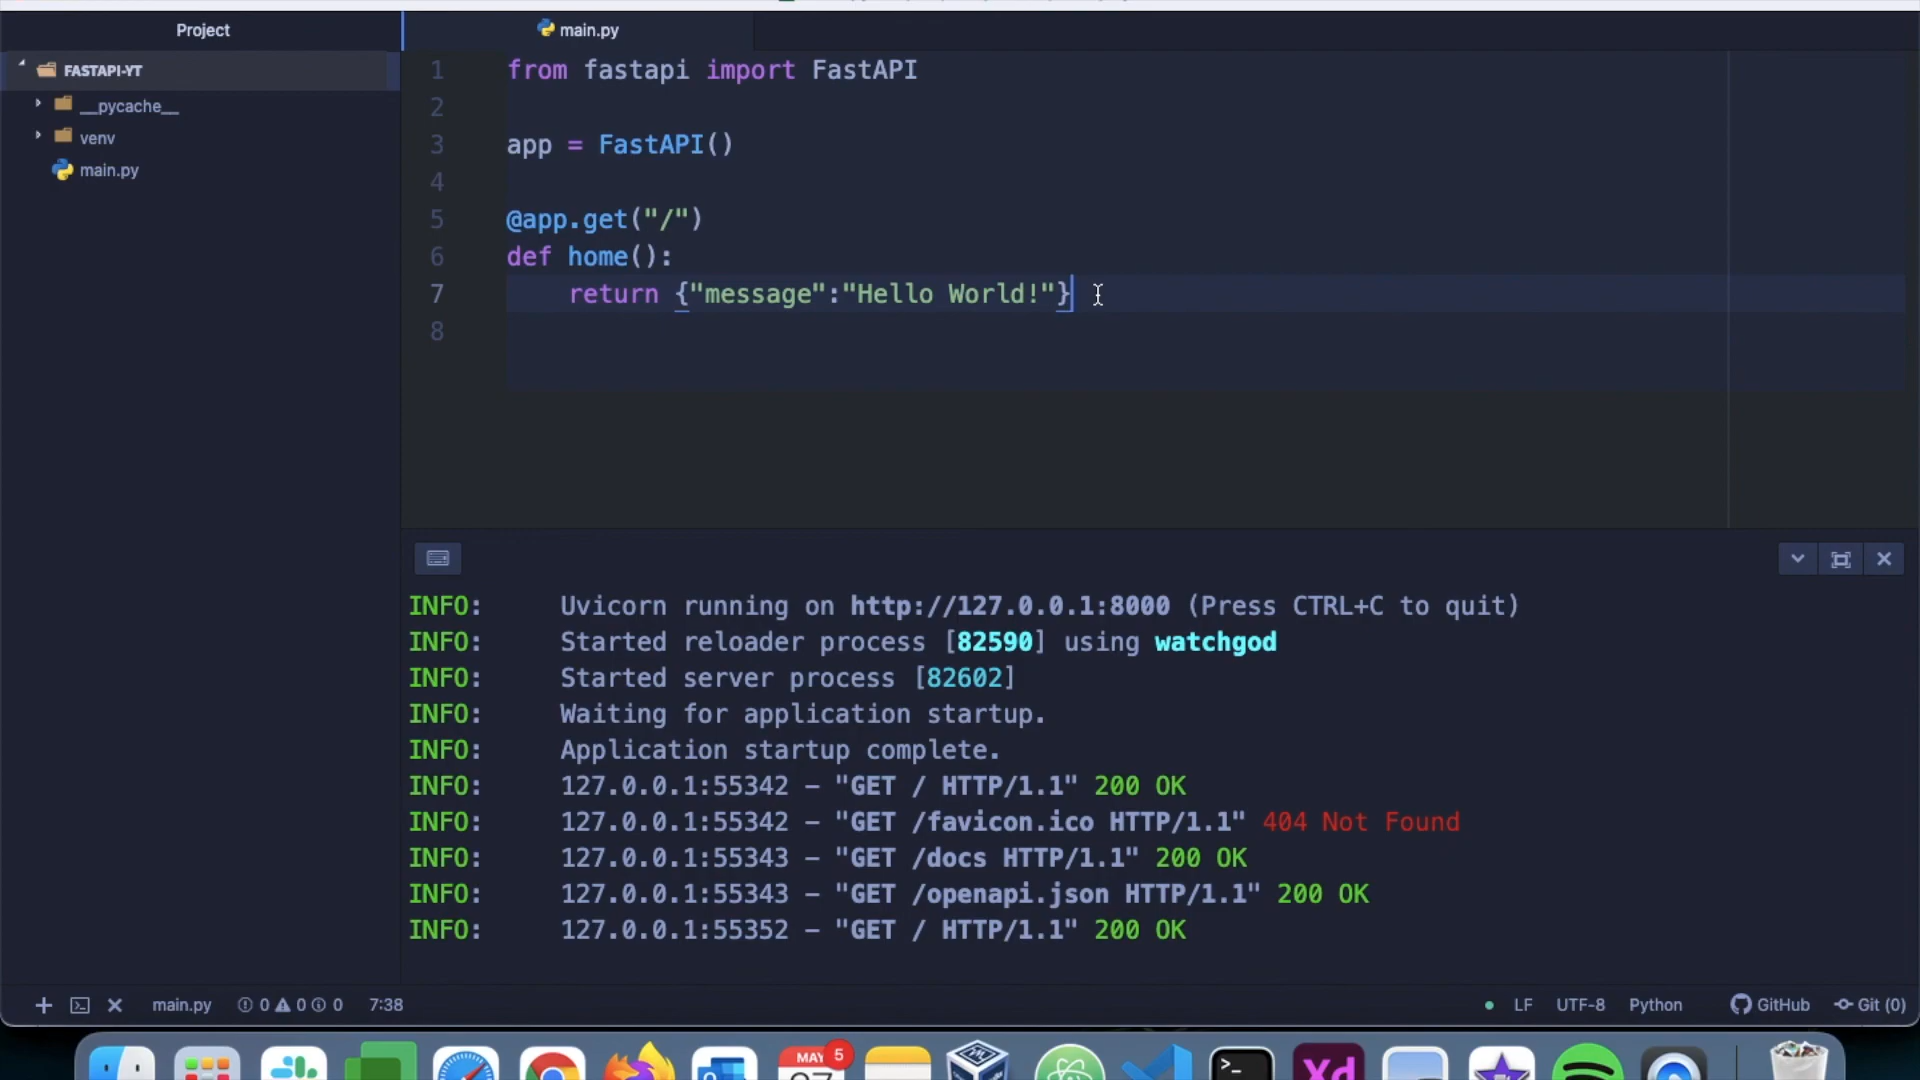 Project
main.py
FASTAPI-YT
__pycache__
venv
main.py
1 from fastapi import FastAPI
2
3 app = FastAPI()
4
5 @app.get("/")
6 def home():
7     return {"message":"Hello World!"}
8
INFO:     Uvicorn running on http://127.0.0.1:8000 (Press CTRL+C to quit)
INFO:     Started reloader process [82590] using watchgod
INFO:     Started server process [82602]
INFO:     Waiting for application startup.
INFO:     Application startup complete.
INFO:     127.0.0.1:55342 – "GET / HTTP/1.1" 200 OK
INFO:     127.0.0.1:55342 – "GET /favicon.ico HTTP/1.1" 404 Not Found
INFO:     127.0.0.1:55343 – "GET /docs HTTP/1.1" 200 OK
INFO:     127.0.0.1:55343 – "GET /openapi.json HTTP/1.1" 200 OK
INFO:     127.0.0.1:55352 – "GET / HTTP/1.1" 200 OK
main.py 0 0 0 7:38 LF UTF-8 Python GitHub Git (0)
MAY 5
Xd